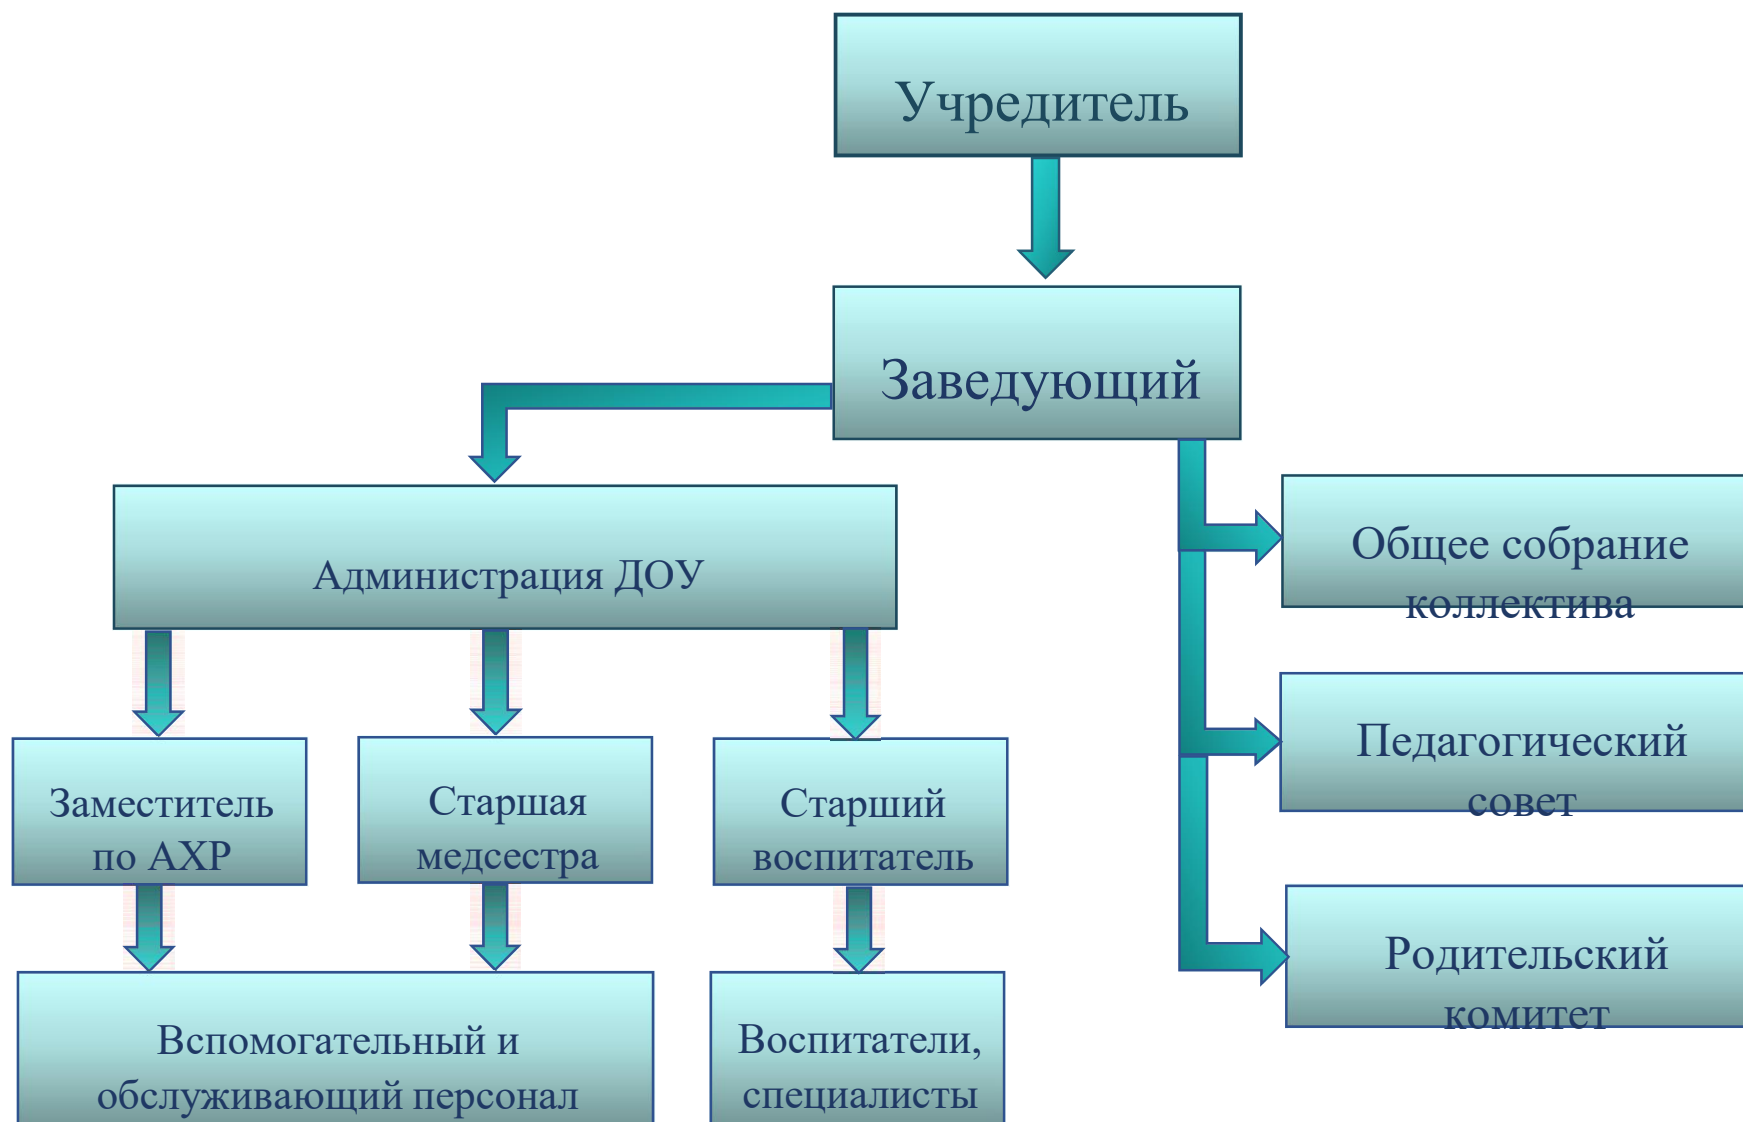 Учредитель
Заведующий
Администрация ДОУ
Общее собрание
коллектива
Педагогический
совет
Родительский
комитет
Заместитель
по АХР
Старшая
медсестра
Старший
воспитатель
Вспомогательный и
обслуживающий персонал
Воспитатели,
специалисты